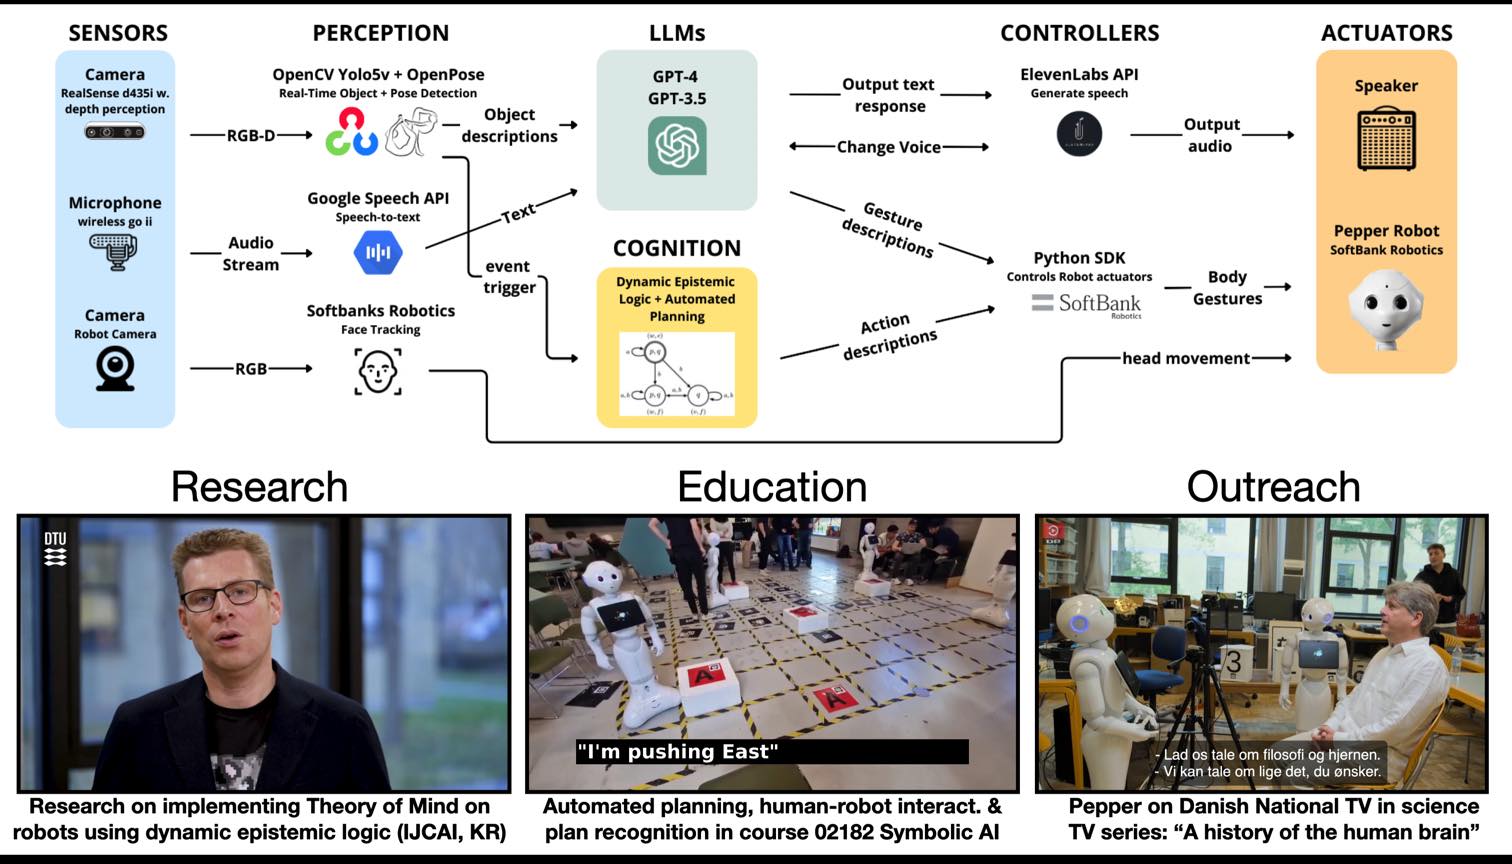 SENSORS
PERCEPTION
LLMs
CONTROLLERS
ACTUATORS
Camera
RealSense d435i w.
depth perception
RGB-D
Microphone
wireless go ii
Audio
Stream
Camera
Robot Camera
RGB
OpenCV Yolo5v + OpenPose
Real-Time Object + Pose Detection
Object
descriptions
Google Speech API
Speech-to-text
Text
event
trigger
Softbanks Robotics
Face Tracking
GPT-4
GPT-3.5
COGNITION
Dynamic Epistemic
Logic + Automated
Planning
Output text
response
Change Voice
Gesture
descriptions
Action
descriptions
ElevenLabs API
Generate speech
Output
audio
Python SDK
Controls Robot actuators
SoftBank
Robotics
Body
Gestures
head movement
Speaker
Pepper Robot
SoftBank Robotics
Research
Education
Outreach
DTU
"I'm pushing East"
A
A
3
- Lad os tale om filosofi og hjernen.
- Vi kan tale om lige det, du ønsker.
Research on implementing Theory of Mind on
robots using dynamic epistemic logic (IJCAI, KR)
Automated planning, human-robot interact. &
plan recognition in course 02182 Symbolic AI
Pepper on Danish National TV in science
TV series: “A history of the human brain”